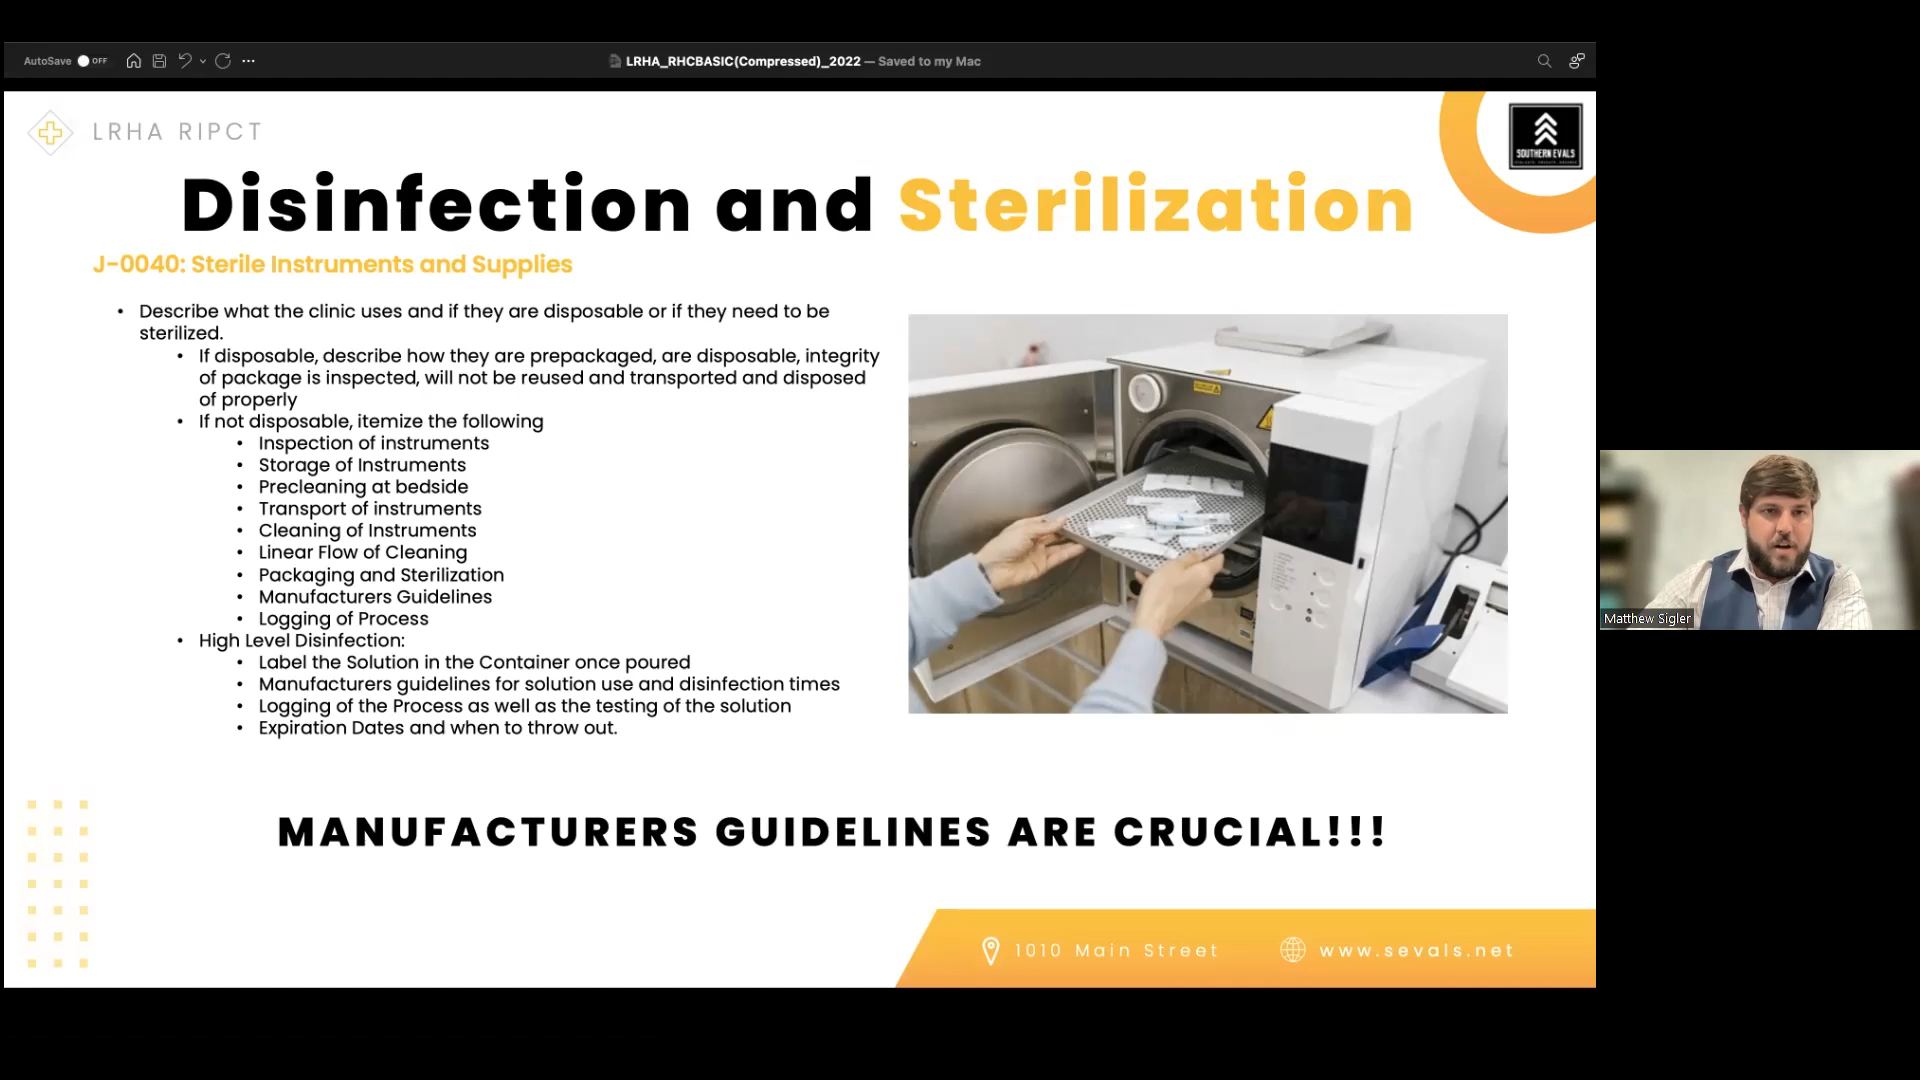 AutoSave OFF
LRHA_RHCBASIC(Compressed)_2022 — Saved to my Mac
LRHA RIPCT
SOUTHERN EVALS
Disinfection and Sterilization
J-0040: Sterile Instruments and Supplies
• Describe what the clinic uses and if they are disposable or if they need to be
sterilized.
• If disposable, describe how they are prepackaged, are disposable, integrity
of package is inspected, will not be reused and transported and disposed
of properly
• If not disposable, itemize the following
• Inspection of instruments
• Storage of Instruments
• Precleaning at bedside
• Transport of instruments
• Cleaning of Instruments
• Linear Flow of Cleaning
• Packaging and Sterilization
• Manufacturers Guidelines
• Logging of Process
• High Level Disinfection:
• Label the Solution in the Container once poured
• Manufacturers guidelines for solution use and disinfection times
• Logging of the Process as well as the testing of the solution
• Expiration Dates and when to throw out.
MANUFACTURERS GUIDELINES ARE CRUCIAL!!!
1010 Main Street
www.sevals.net
Matthew Sigler